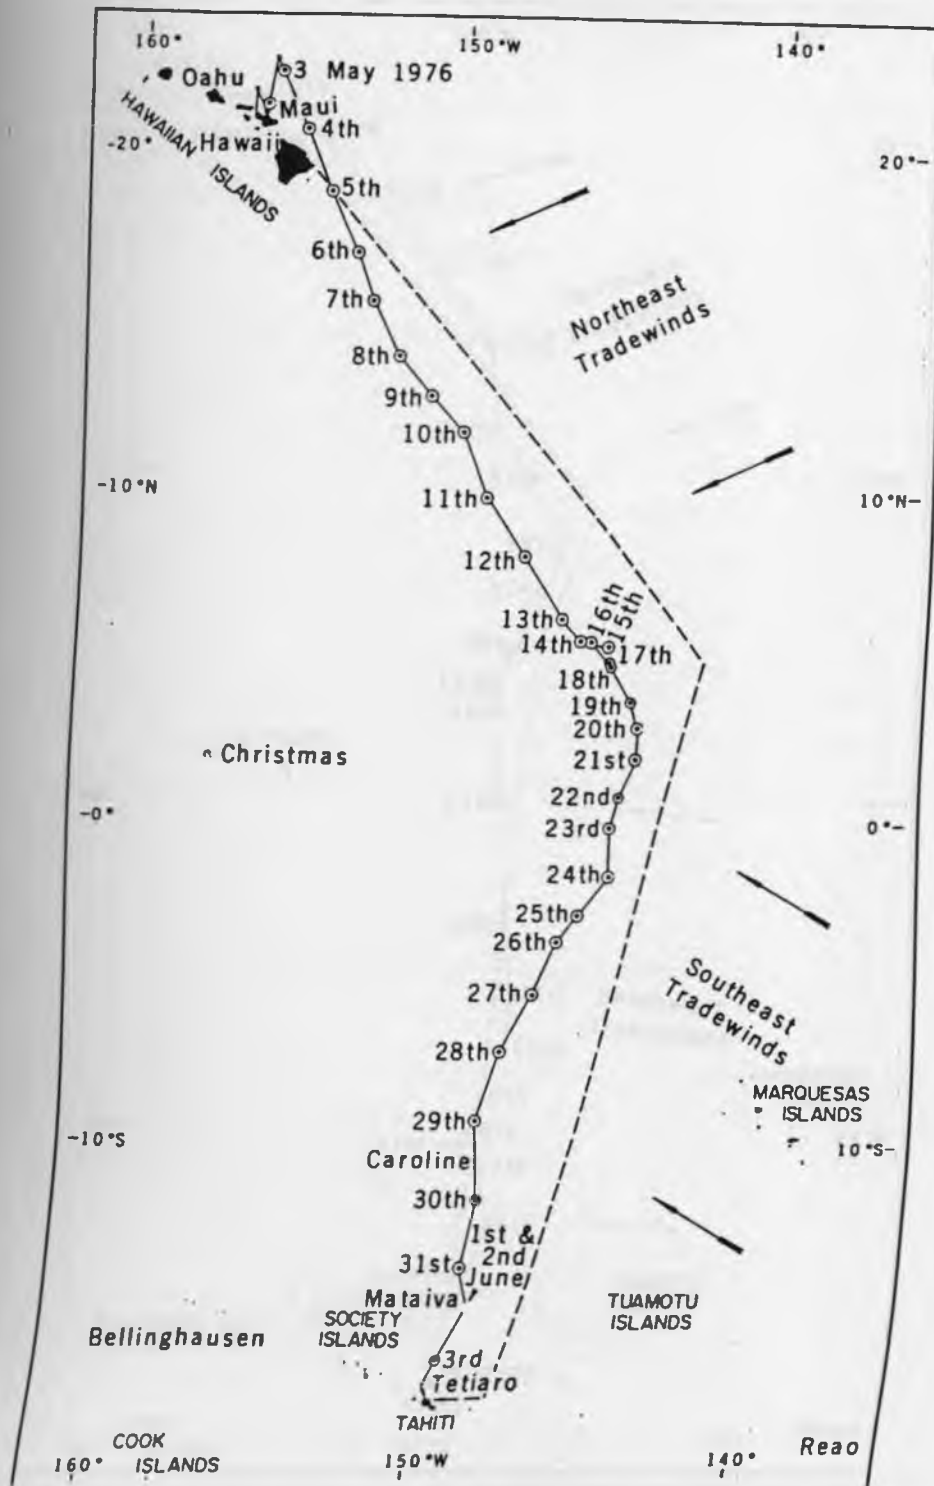 160°
150°W
140°
3 May 1976
Oahu
Maui
4th
HAWAIIAN ISLANDS
Hawaii
-20°
20°-
5th
6th
7th
Northeast
Tradewinds
8th
9th
10th
-10°N
10°N-
11th
12th
13th
16th
15th
14th
17th
18th
19th
20th
Christmas
21st
22nd
-0°
0°-
23rd
24th
25th
26th
Southeast
Tradewinds
27th
28th
MARQUESAS
ISLANDS
29th
-10°S
10°S-
Caroline
30th
1st &
2nd
June
31st
Mataiva
SOCIETY
ISLANDS
TUAMOTU
ISLANDS
Bellinghausen
3rd
Tetiaro
TAHITI
COOK
ISLANDS
Reao
160°
150°W
140°